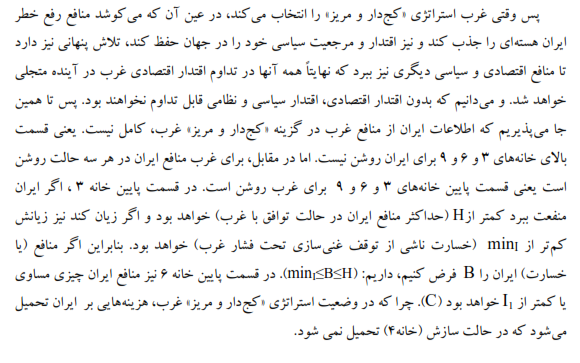 پس وقتی غرب استراتژی «کج‌دار و مریز» را انتخاب می‌کند، در عین آن که می‌کوشد منافع رفع خطر
ایران هسته‌ای را جذب کند و نیز اقتدار و مرجعیت سیاسی خود را در جهان حفظ کند، تلاش پنهانی نیز دارد
تا منافع اقتصادی و سیاسی دیگری نیز ببرد که نهایتاً همه آنها در تداوم اقتدار اقتصادی غرب در آینده متجلی
خواهد شد. و می‌دانیم که بدون اقتدار اقتصادی، اقتدار سیاسی و نظامی قابل تداوم نخواهند بود. پس تا همین
جا می‌پذیریم که اطلاعات ایران از منافع غرب در گزینه «کج‌دار و مریز» غرب، کامل نیست. یعنی قسمت
بالای خانه‌های ۳ و ۶ و ۹ برای ایران روشن نیست. اما در مقابل، برای غرب منافع ایران در هر سه حالت روشن
است یعنی قسمت پایین خانه‌های ۳ و ۶ و ۹ برای غرب روشن است. در قسمت پایین خانه ۳ ، اگر ایران
منفعت ببرد کمتر از H (حداکثر منافع ایران در حالت توافق با غرب) خواهد بود و اگر زیان کند نیز زیانش
کم‌تر از minI (خسارت ناشی از توقف غنی‌سازی تحت فشار غرب) خواهد بود. بنابراین اگر منافع (یا
خسارت) ایران را B فرض کنیم، داریم: (minI≤B≤H). در قسمت پایین خانه ۶ نیز منافع ایران چیزی مساوی
یا کمتر از I1 خواهد بود (C). چرا که در وضعیت استراتژی «کج‌دار و مریز» غرب، هزینه‌هایی بر ایران تحمیل
می‌شود که در حالت سازش (خانه۴) تحمیل نمی شود.